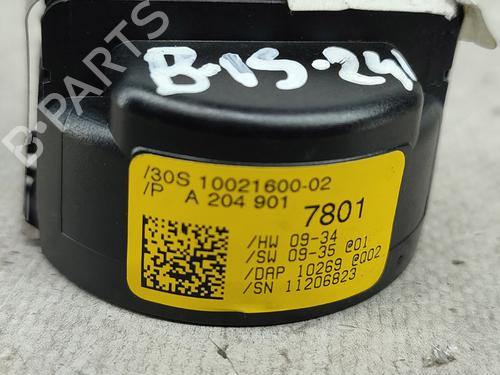 B-15-24
B-PARTS
/30S 10021600-02
/P A 204 901 7801
/HW 09-34
/SW 09-35 @01
/DAP 10269 @002
/SN 11206823